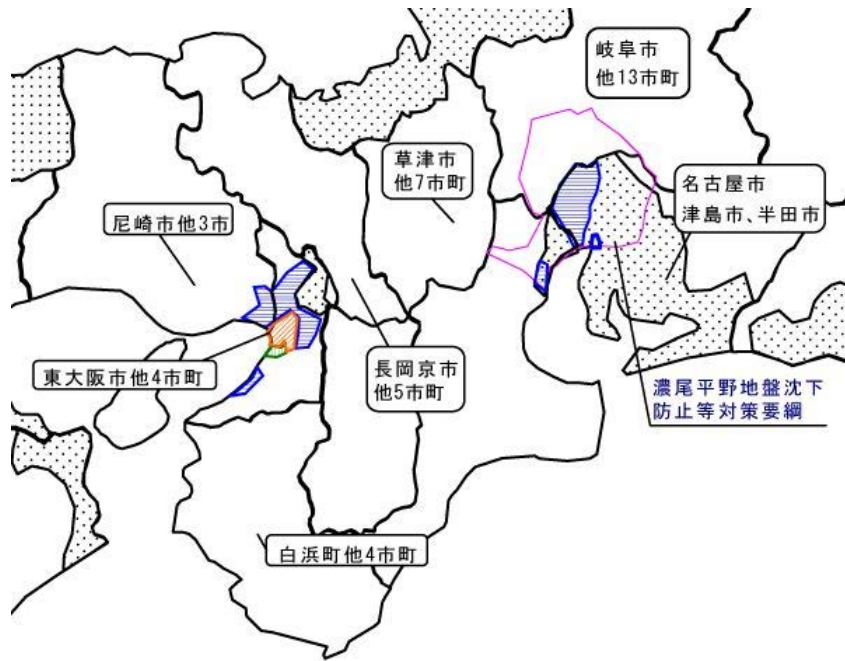 岐阜市
他13市町
草津市
他7市町
名古屋市
津島市、半田市
尼崎市他3市
東大阪市他4市町
長岡京市
他5市町
濃尾平野地盤沈下
防止等対策要綱
白浜町他4市町